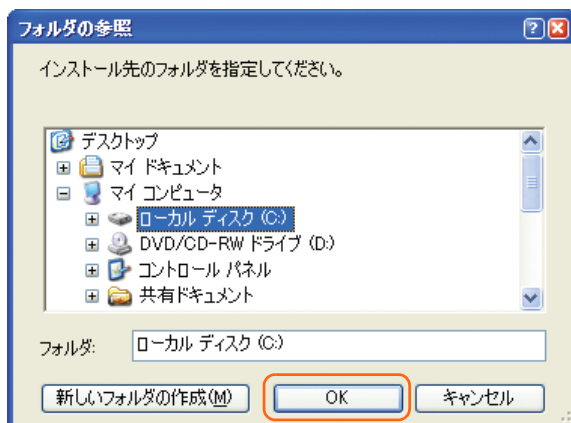 フォルダの参照
インストール先のフォルダを指定してください。
デスクトップ
マイ ドキュメント
マイ コンピュータ
ローカル ディスク (C:)
DVD/CD-RW ドライブ (D:)
コントロール パネル
共有ドキュメント
フォルダ: ローカル ディスク (C:)
新しいフォルダの作成(M) OK キャンセル